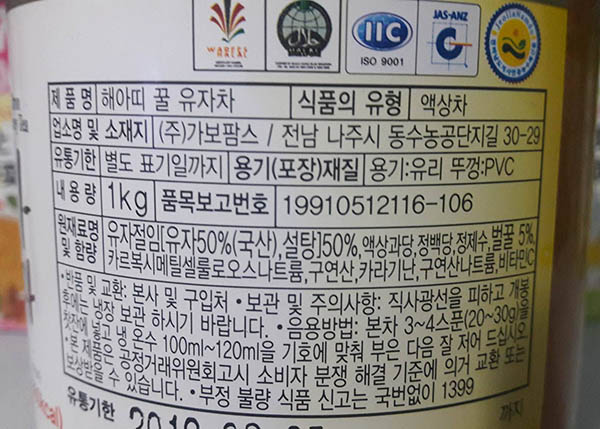 WAREES HALAL
HALAL
IIC
ISO 9001
JAS-ANZ
Jeollanamdo
제품명 해아띠 꿀 유자차 식품의 유형 액상차
업소명 및 소재지 (주)가보팜스 / 전남 나주시 동수농공단지길 30-29
유통기한 별도 표기일까지 용기(포장)재질 용기:유리 뚜껑:PVC
내용량 1kg 품목보고번호 19910512116-106
원재료명 유자절임[유자50%(국산),설탕]50%,액상과당,정백당,정제수,벌꿀 5%,
및 함량 카르복시메틸셀룰로오스나트륨,구연산,카라기난,구연산나트륨,비타민C
•반품 및 교환: 본사 및 구입처 •보관 및 주의사항: 직사광선을 피하고 개봉
후에는 냉장 보관 하시기 바랍니다. •음용방법: 본차 3~4스푼(20~30g)을
찻잔에 넣고 냉온수 100ml~120ml을 기호에 맞춰 부은 다음 잘 저어 드십시오
•본 제품은 공정거래위원회고시 소비자 분쟁 해결 기준에 의거 교환 또는
보상받을 수 있습니다. •부정 불량 식품 신고는 국번없이 1399
유통기한 까지